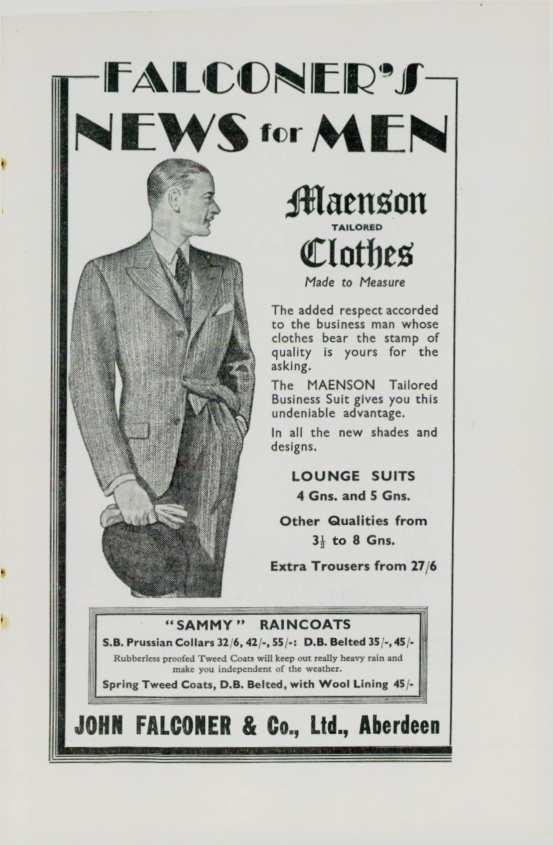 FALCONER'S
NEWS for MEN
Maenson
TAILORED
Clothes
Made to Measure
The added respect accorded
to the business man whose
clothes bear the stamp of
quality is yours for the
asking.
The MAENSON Tailored
Business Suit gives you this
undeniable advantage.
In all the new shades and
designs.
LOUNGE SUITS
4 Gns. and 5 Gns.
Other Qualities from
3½ to 8 Gns.
Extra Trousers from 27/6
"SAMMY" RAINCOATS
S.B. Prussian Collars 32/6, 42/-, 55/-: D.B. Belted 35/-, 45/-
Rubberless proofed Tweed Coats will keep out really heavy rain and
make you independent of the weather.
Spring Tweed Coats, D.B. Belted, with Wool Lining 45/-
JOHN FALCONER & Co., Ltd., Aberdeen